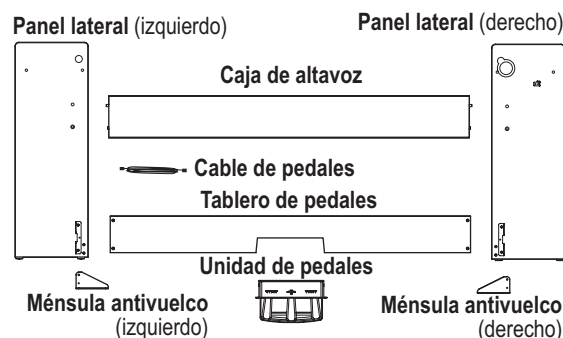 Panel lateral (izquierdo)
Panel lateral (derecho)
Caja de altavoz
Cable de pedales
Tablero de pedales
Unidad de pedales
Ménsula antivuelco
(izquierdo)
Ménsula antivuelco
(derecho)